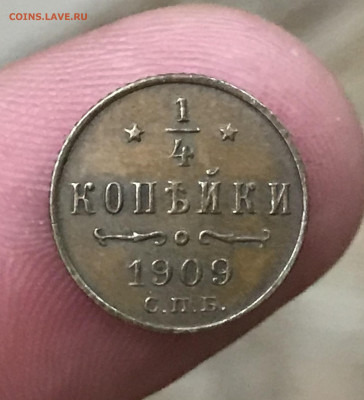 COINS.LAVE.RU
1
4
КОПѢЙКИ
1909
С.П.Б.